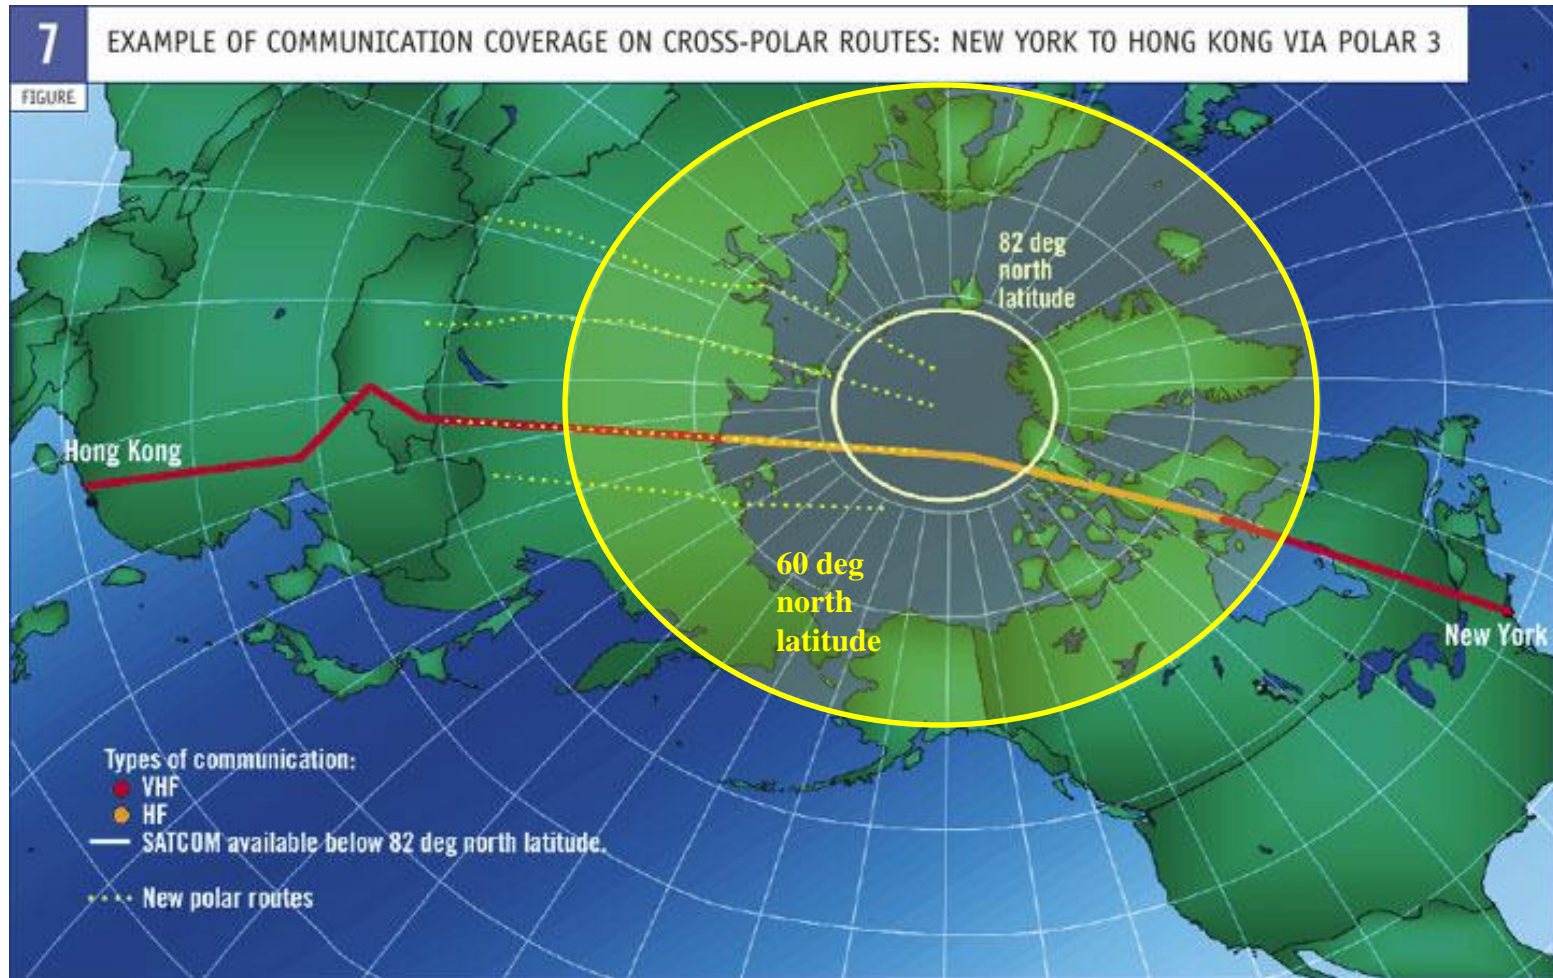 7
EXAMPLE OF COMMUNICATION COVERAGE ON CROSS-POLAR ROUTES: NEW YORK TO HONG KONG VIA POLAR 3
FIGURE
82 deg
north
latitude
Hong Kong
60 deg
north
latitude
New York
Types of communication:
VHF
HF
SATCOM available below 82 deg north latitude.
New polar routes